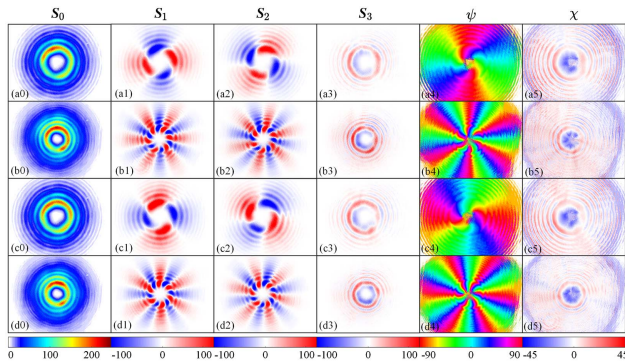 S₀ S₁ S₂ S₃ ψ χ
(a0) (a1) (a2) (a3) (a4) (a5)
(b0) (b1) (b2) (b3) (b4) (b5)
(c0) (c1) (c2) (c3) (c4) (c5)
(d0) (d1) (d2) (d3) (d4) (d5)
0 100 200 -100 0 100 -100 0 100 -100 0 100 -90 0 90 -45 0 45